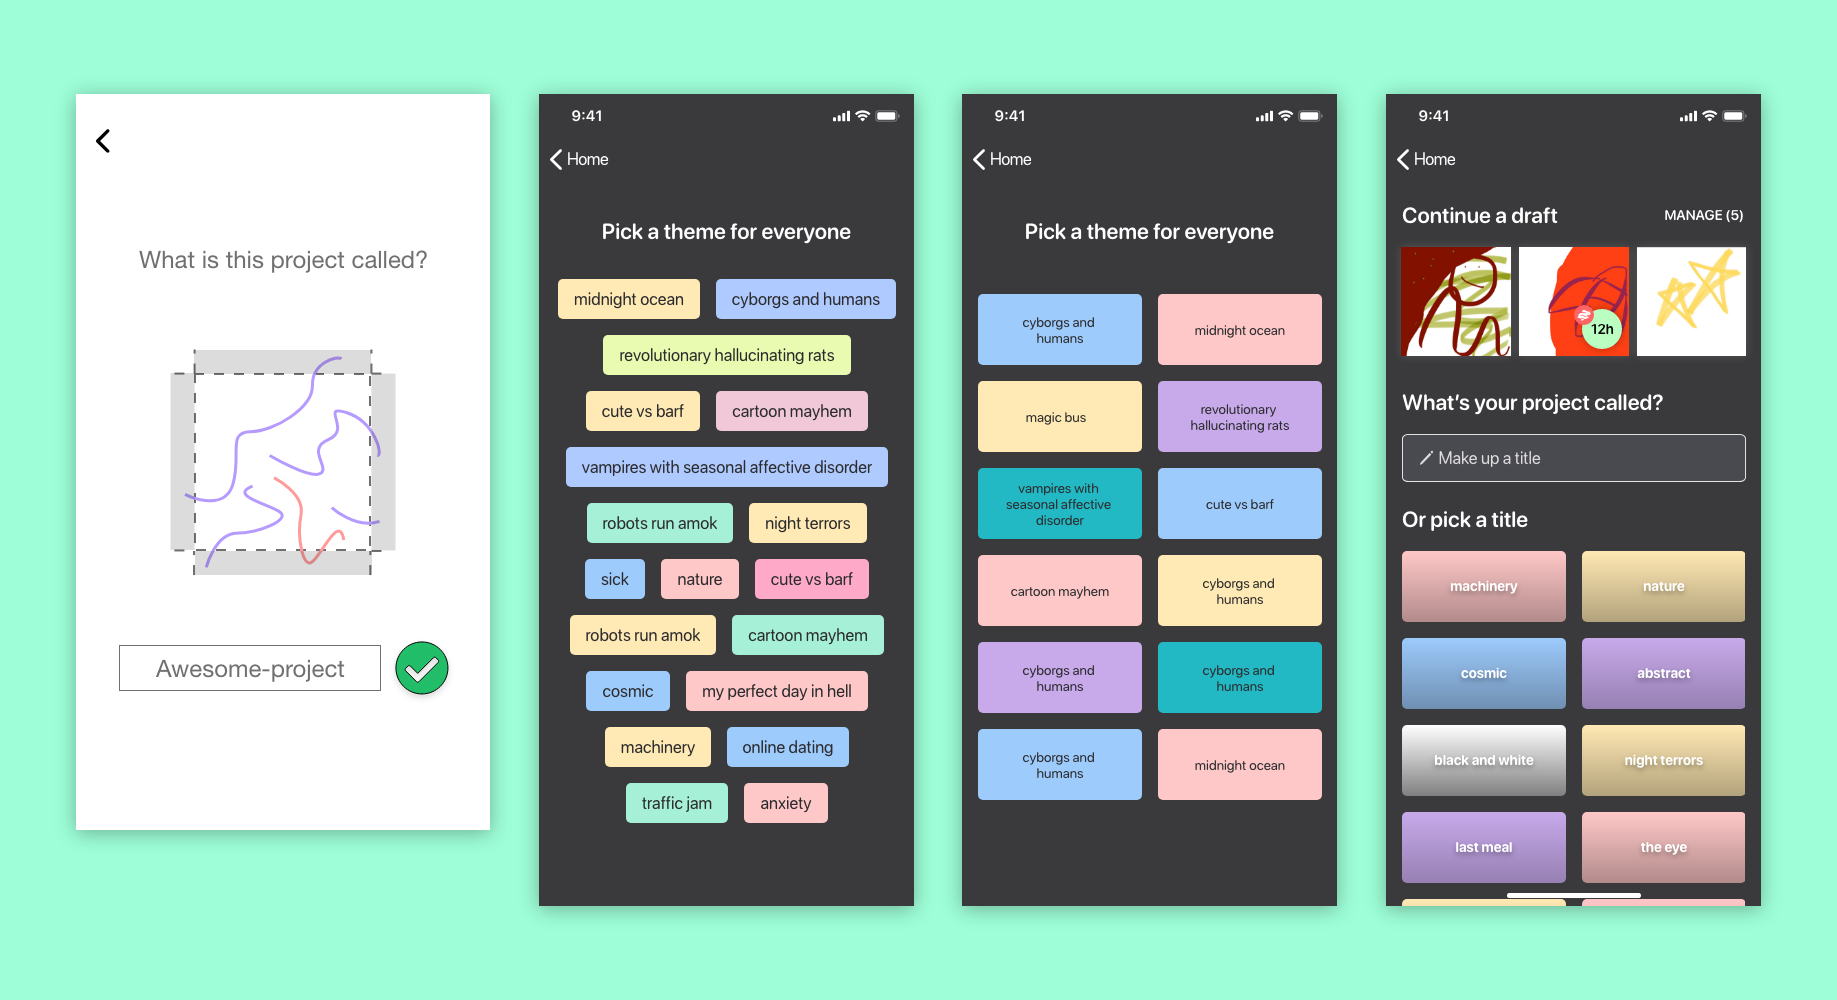 What is this project called?
Awesome-project
9:41
Home
Pick a theme for everyone
midnight ocean
cyborgs and humans
revolutionary hallucinating rats
cute vs barf
cartoon mayhem
vampires with seasonal affective disorder
robots run amok
night terrors
sick
nature
cute vs barf
robots run amok
cartoon mayhem
cosmic
my perfect day in hell
machinery
online dating
traffic jam
anxiety
9:41
Home
Pick a theme for everyone
cyborgs and
humans
midnight ocean
magic bus
revolutionary
hallucinating rats
vampires with
seasonal affective
disorder
cute vs barf
cartoon mayhem
cyborgs and
humans
cyborgs and
humans
cyborgs and
humans
cyborgs and
humans
midnight ocean
9:41
Home
Continue a draft
MANAGE (5)
12h
What's your project called?
Make up a title
Or pick a title
machinery
nature
cosmic
abstract
black and white
night terrors
last meal
the eye